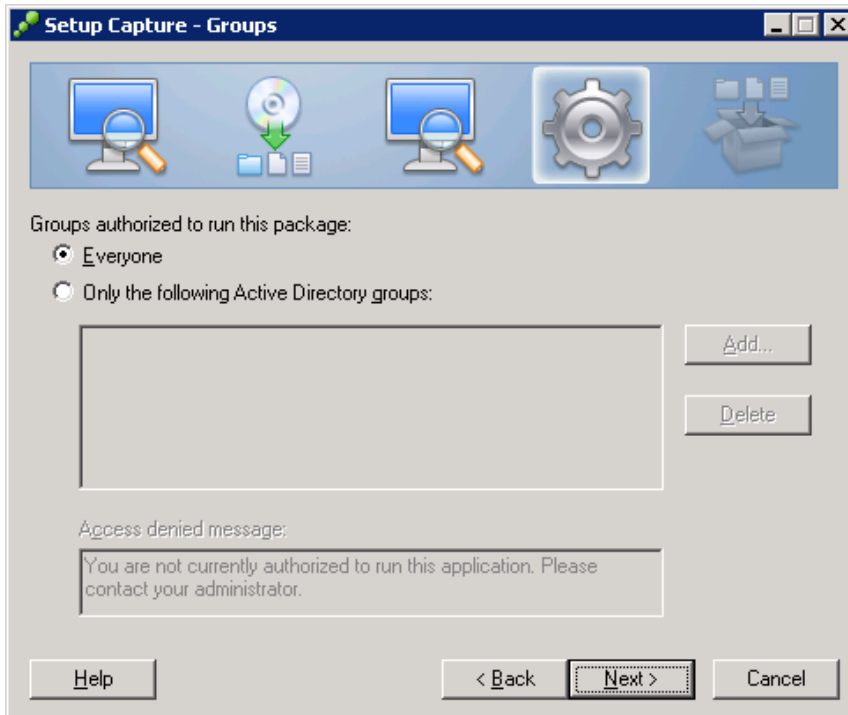 Setup Capture - Groups
Groups authorized to run this package:
Everyone
Only the following Active Directory groups:
Add...
Delete
Access denied message:
You are not currently authorized to run this application. Please
contact your administrator.
Help
< Back
Next >
Cancel